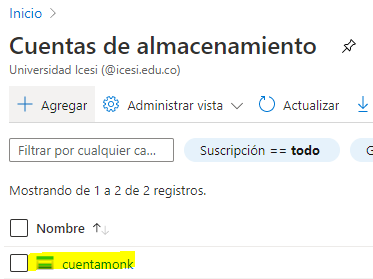 Inicio >
Cuentas de almacenamiento
Universidad Icesi (@icesi.edu.co)
+ Agregar Administrar vista Actualizar
Filtrar por cualquier ca... Suscripción == todo G
Mostrando de 1 a 2 de 2 registros.
Nombre ↑↓
cuentamonk